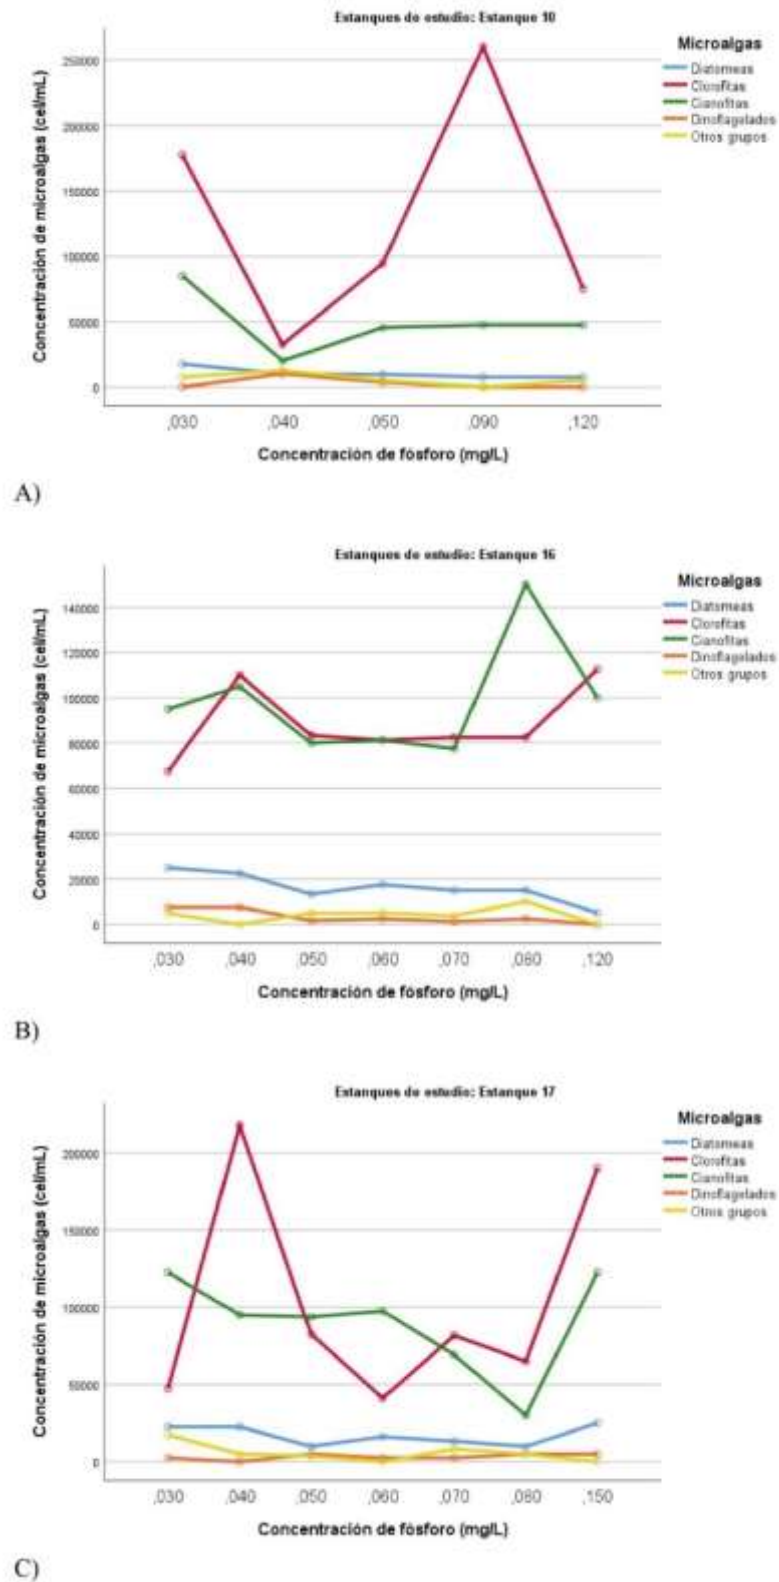 Estanques de estudio: Estanque 10
Microalgas
Diatomeas
Clorofitas
Cianofitas
Dinoflagelados
Otros grupos
Concentración de microalgas (cel/mL)
250000
200000
150000
100000
50000
0
,030 ,040 ,050 ,090 ,120
Concentración de fósforo (mg/L)
A)
Estanques de estudio: Estanque 16
Microalgas
Diatomeas
Clorofitas
Cianofitas
Dinoflagelados
Otros grupos
Concentración de microalgas (cel/mL)
140000
120000
100000
80000
60000
40000
20000
0
,030 ,040 ,050 ,060 ,070 ,080 ,120
Concentración de fósforo (mg/L)
B)
Estanques de estudio: Estanque 17
Microalgas
Diatomeas
Clorofitas
Cianofitas
Dinoflagelados
Otros grupos
Concentración de microalgas (cel/mL)
200000
150000
100000
50000
0
,030 ,040 ,050 ,060 ,070 ,080 ,150
Concentración de fósforo (mg/L)
C)